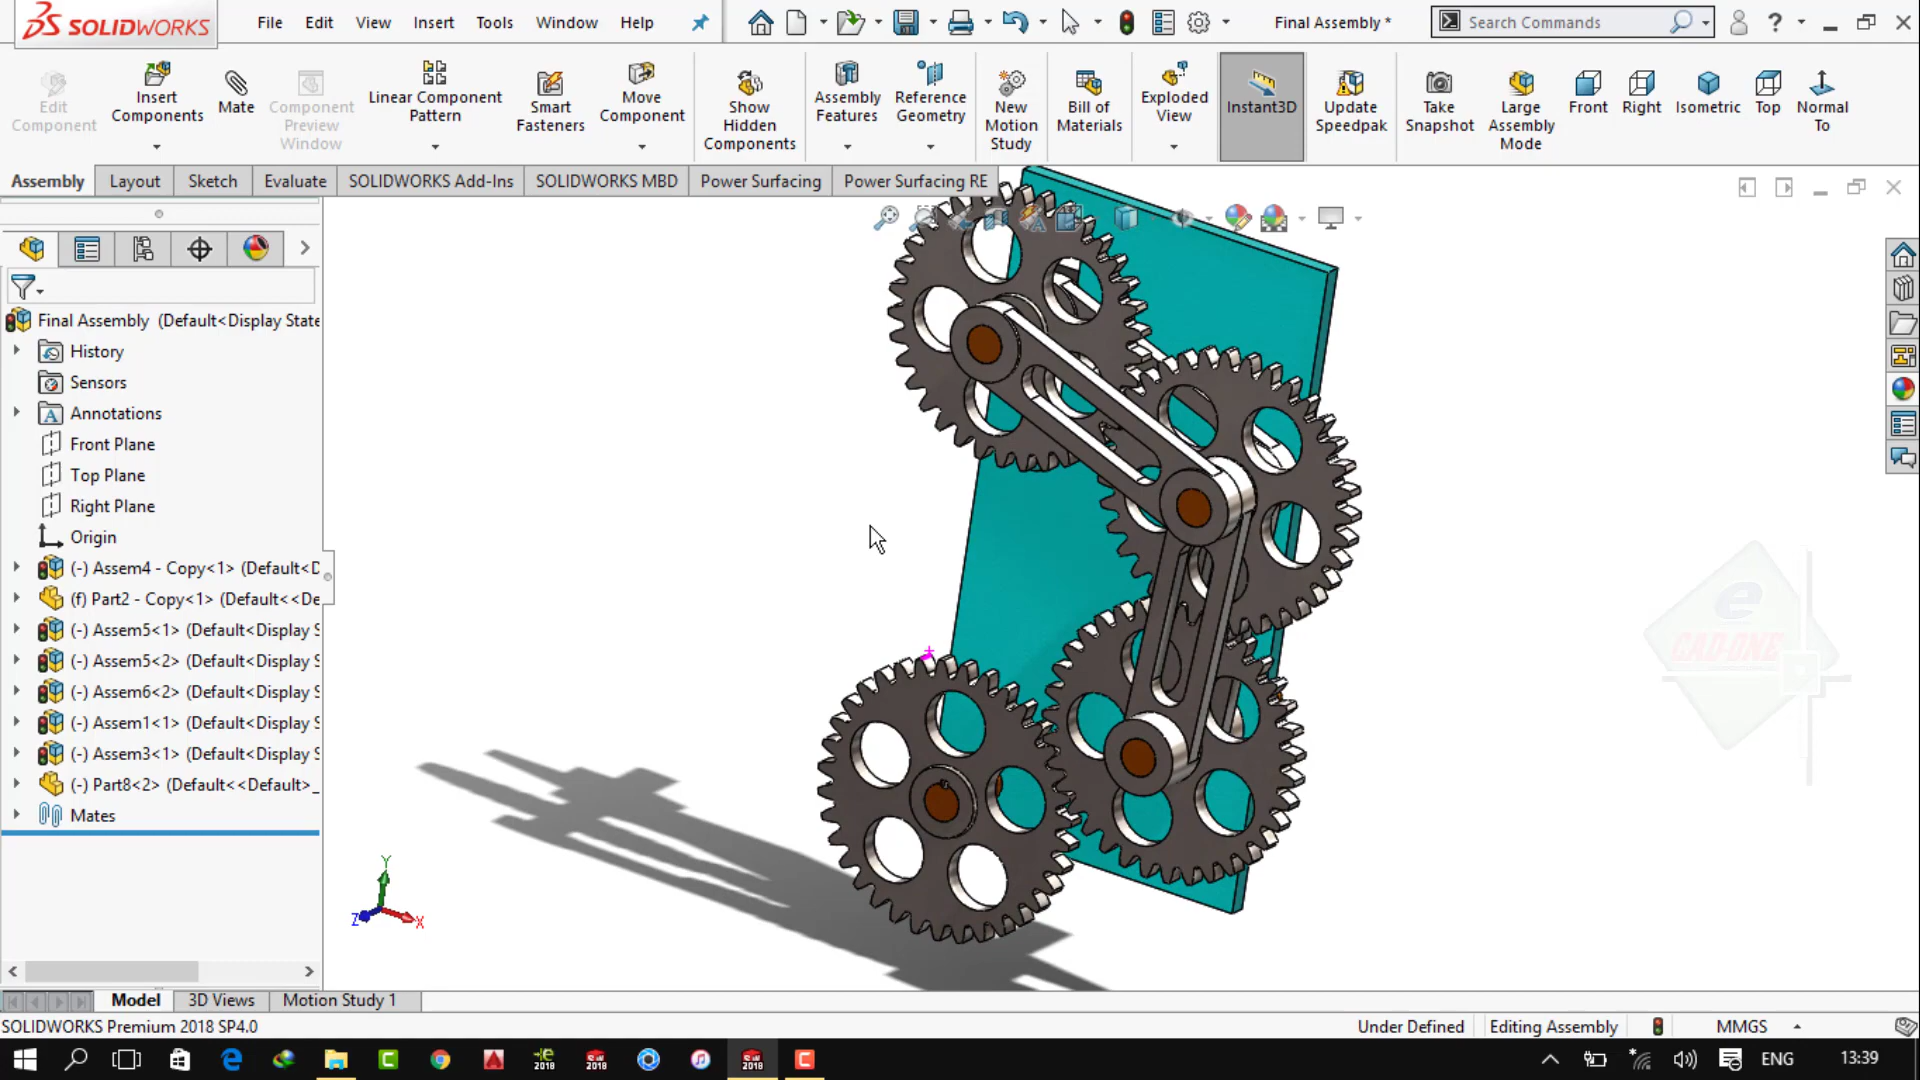 SOLIDWORKS
File Edit View Insert Tools Window Help
Final Assembly *
Search Commands
Edit Component
Insert Components
Mate
Component Preview Window
Linear Component Pattern
Smart Fasteners
Move Component
Show Hidden Components
Assembly Features
Reference Geometry
New Motion Study
Bill of Materials
Exploded View
Instant3D
Update Speedpak
Take Snapshot
Large Assembly Mode
Front
Right
Isometric
Top
Normal To
Assembly Layout Sketch Evaluate SOLIDWORKS Add-Ins SOLIDWORKS MBD Power Surfacing Power Surfacing RE
Final Assembly (Default<Display State
History
Sensors
Annotations
Front Plane
Top Plane
Right Plane
Origin
(-) Assem4 - Copy<1> (Default<D
(f) Part2 - Copy<1> (Default<<De
(-) Assem5<1> (Default<Display S
(-) Assem5<2> (Default<Display S
(-) Assem6<2> (Default<Display S
(-) Assem1<1> (Default<Display S
(-) Assem3<1> (Default<Display S
(-) Part8<2> (Default<<Default>_
Mates
e
CAD-ONE
Y
Z
X
Model 3D Views Motion Study 1
SOLIDWORKS Premium 2018 SP4.0
Under Defined Editing Assembly MMGS
ENG 13:39